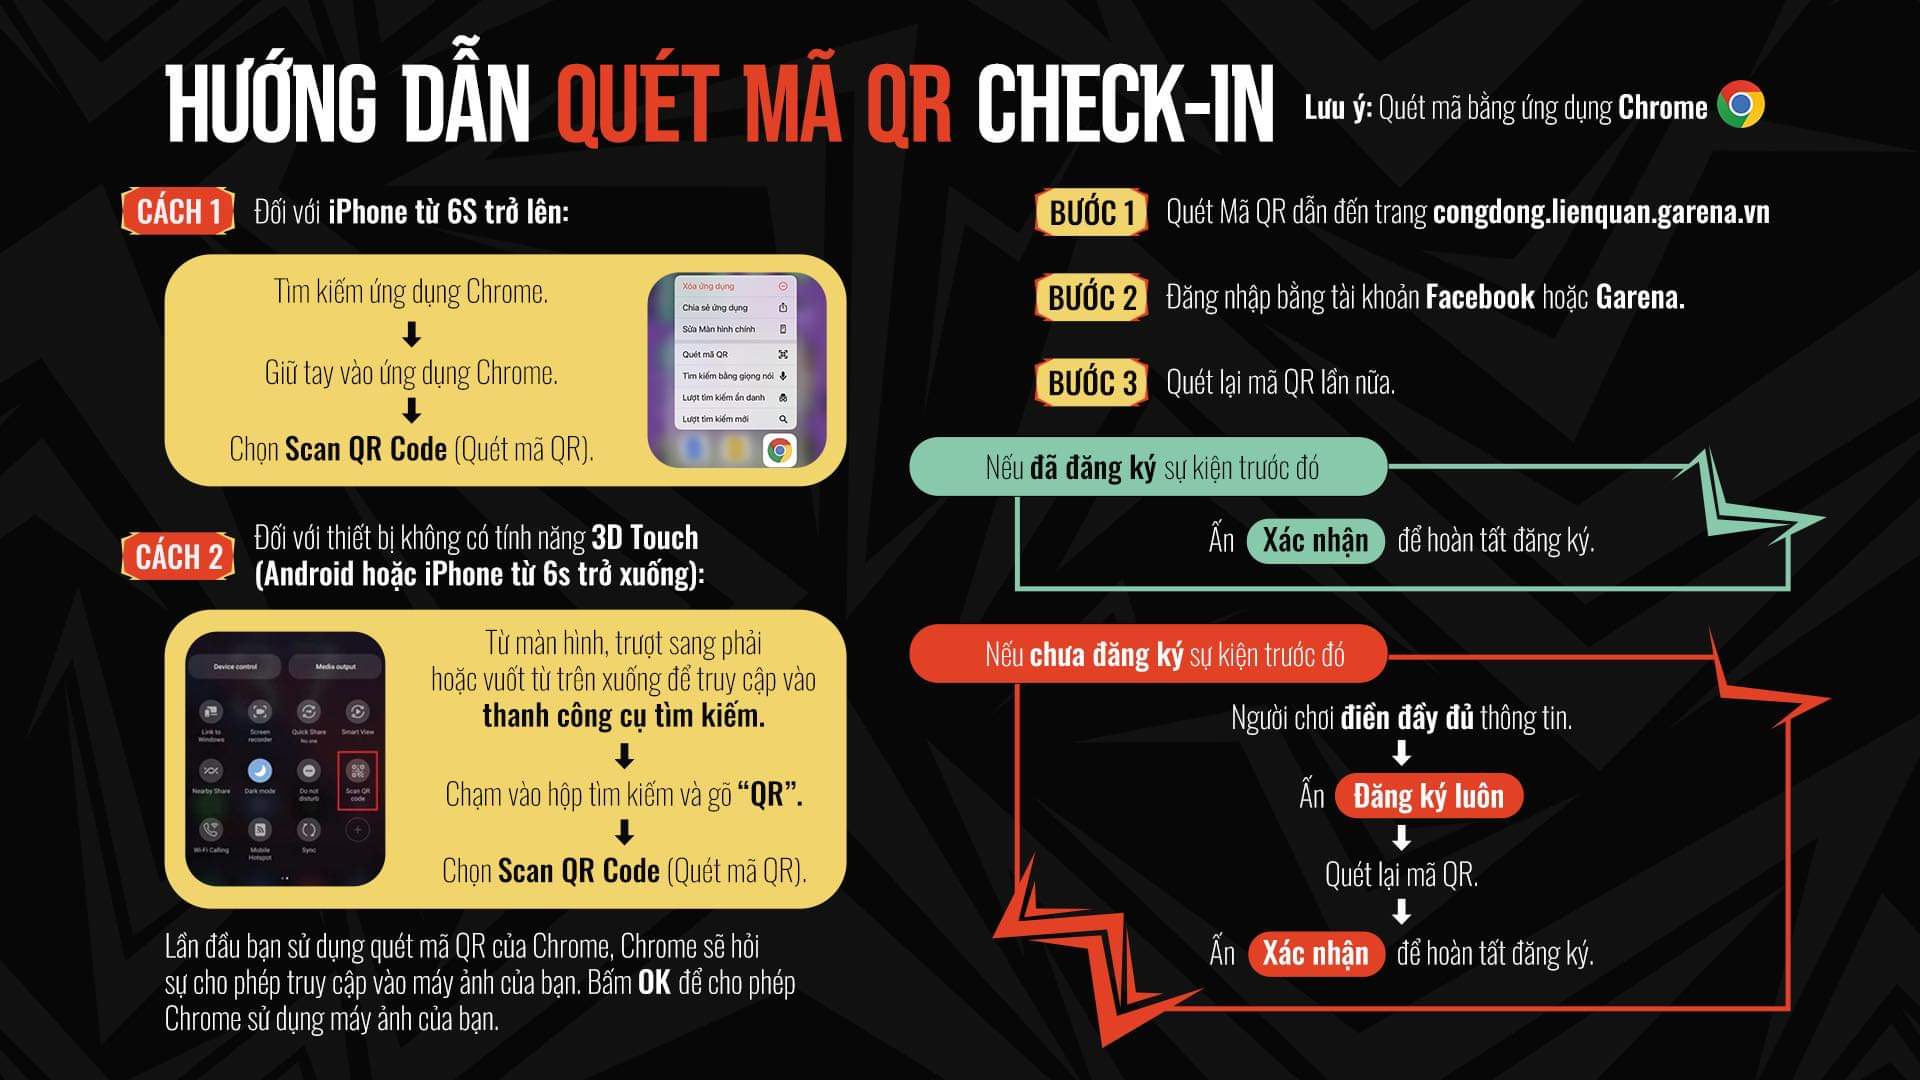 HƯỚNG DẪN QUÉT MÃ QR CHECK-IN
Lưu ý: Quét mã bằng ứng dụng Chrome
CÁCH 1
Đối với iPhone từ 6S trở lên:
Tìm kiếm ứng dụng Chrome.
Giữ tay vào ứng dụng Chrome.
Chọn Scan QR Code (Quét mã QR).
Xóa ứng dụng
Chia sẻ ứng dụng
Sửa Màn hình chính
Quét mã QR
Tìm kiếm bằng giọng nói
Lượt tìm kiếm ẩn danh
Lượt tìm kiếm mới
CÁCH 2
Đối với thiết bị không có tính năng 3D Touch
(Android hoặc iPhone từ 6s trở xuống):
Device control
Media output
Link to
Windows
Screen
recorder
Quick Share
No one
Smart View
Nearby Share
Dark mode
Do not
disturb
Scan QR
code
Wi-Fi Calling
Mobile
Hotspot
Sync
Từ màn hình, trượt sang phải
hoặc vuốt từ trên xuống để truy cập vào
thanh công cụ tìm kiếm.
Chạm vào hộp tìm kiếm và gõ “QR”.
Chọn Scan QR Code (Quét mã QR).
Lần đầu bạn sử dụng quét mã QR của Chrome, Chrome sẽ hỏi
sự cho phép truy cập vào máy ảnh của bạn. Bấm OK để cho phép
Chrome sử dụng máy ảnh của bạn.
BƯỚC 1
Quét Mã QR dẫn đến trang congdong.lienquan.garena.vn
BƯỚC 2
Đăng nhập bằng tài khoản Facebook hoặc Garena.
BƯỚC 3
Quét lại mã QR lần nữa.
Nếu đã đăng ký sự kiện trước đó
Ấn Xác nhận để hoàn tất đăng ký.
Nếu chưa đăng ký sự kiện trước đó
Người chơi điền đầy đủ thông tin.
Ấn Đăng ký luôn
Quét lại mã QR.
Ấn Xác nhận để hoàn tất đăng ký.